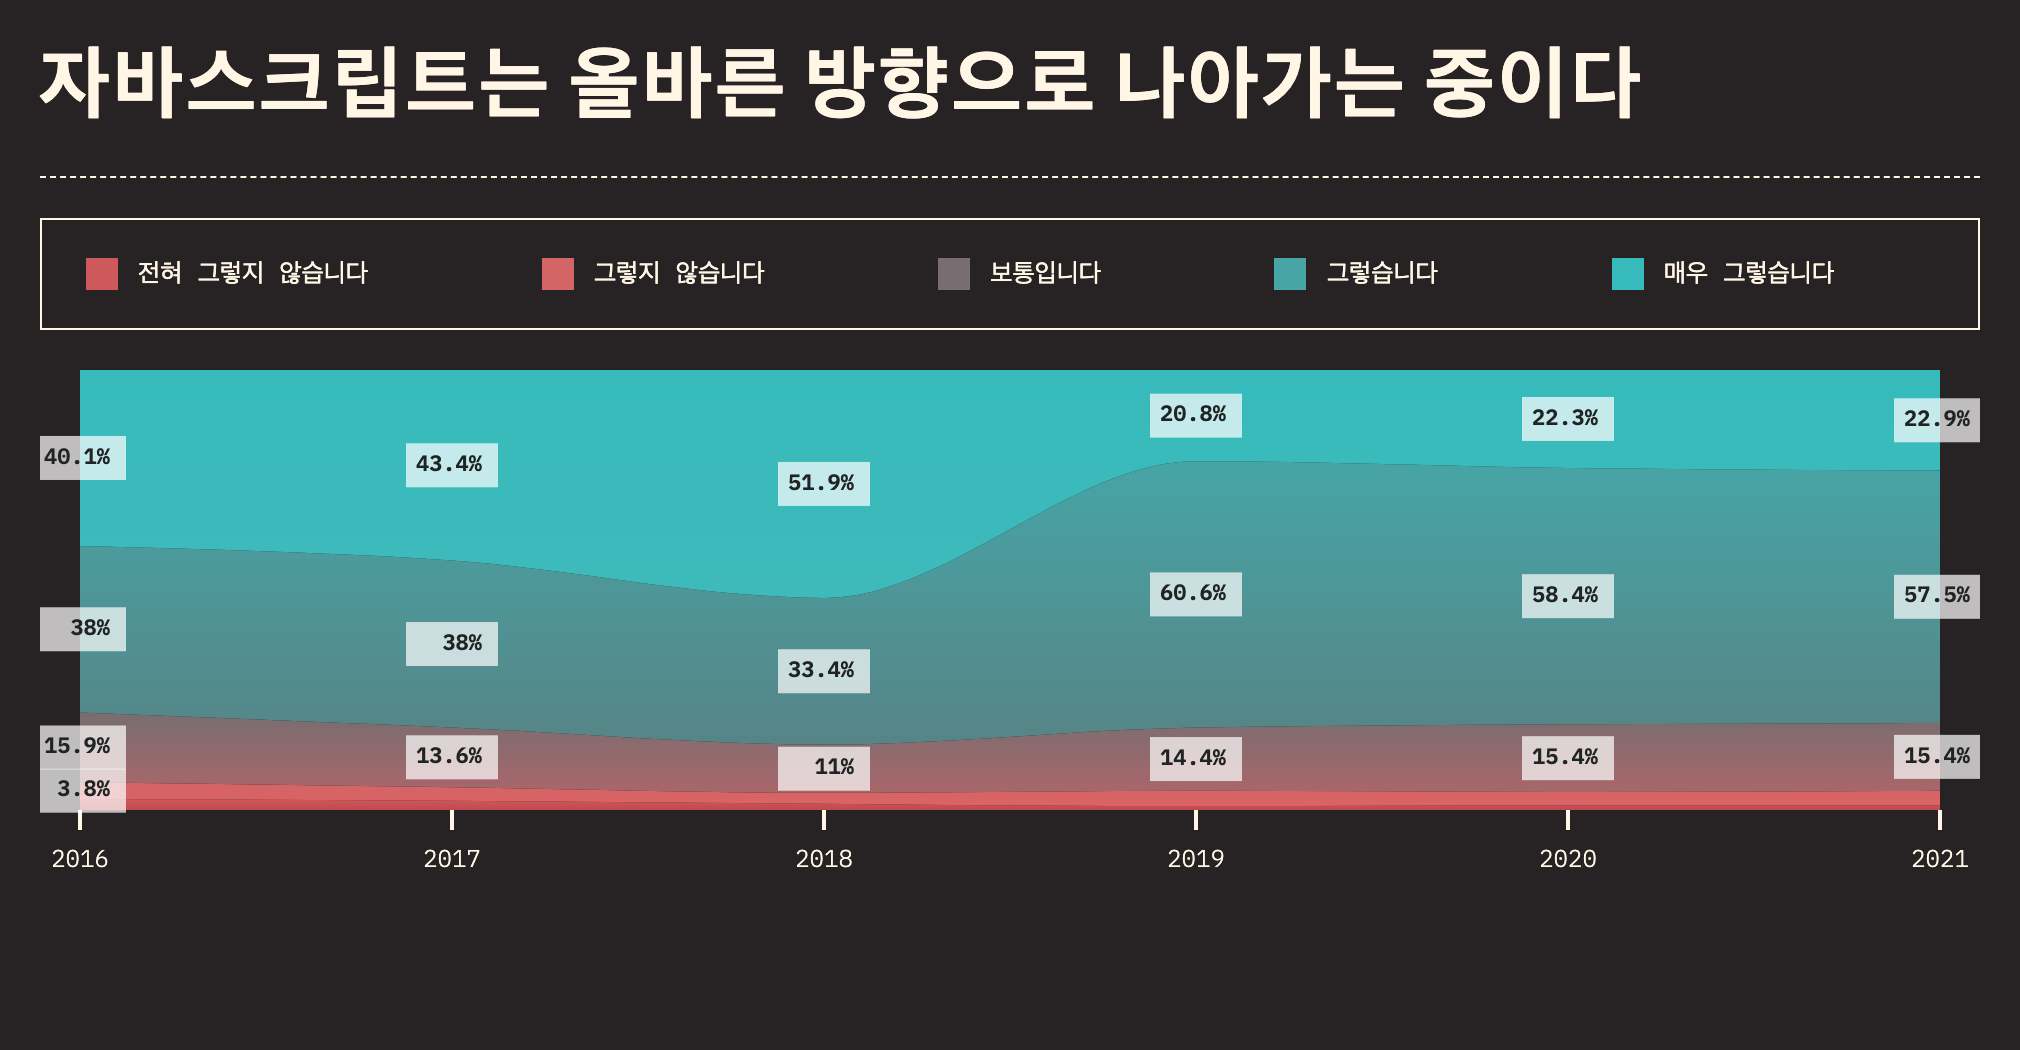 자바스크립트는 올바른 방향으로 나아가는 중이다
전혀 그렇지 않습니다 그렇지 않습니다 보통입니다 그렇습니다 매우 그렇습니다
40.1% 43.4% 51.9% 20.8% 22.3% 22.9%
38% 38% 33.4% 60.6% 58.4% 57.5%
15.9% 13.6% 11% 14.4% 15.4% 15.4%
3.8%
2016 2017 2018 2019 2020 2021